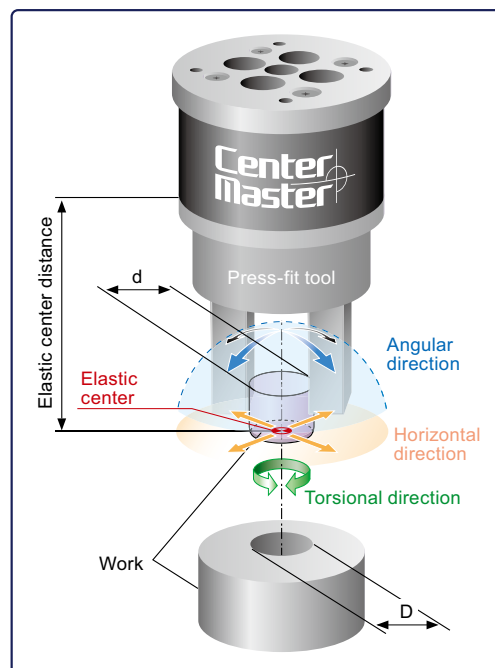 Center
Master
Elastic center distance
Press-fit tool
d
Angular
direction
Elastic
center
Horizontal
direction
Torsional direction
Work
D